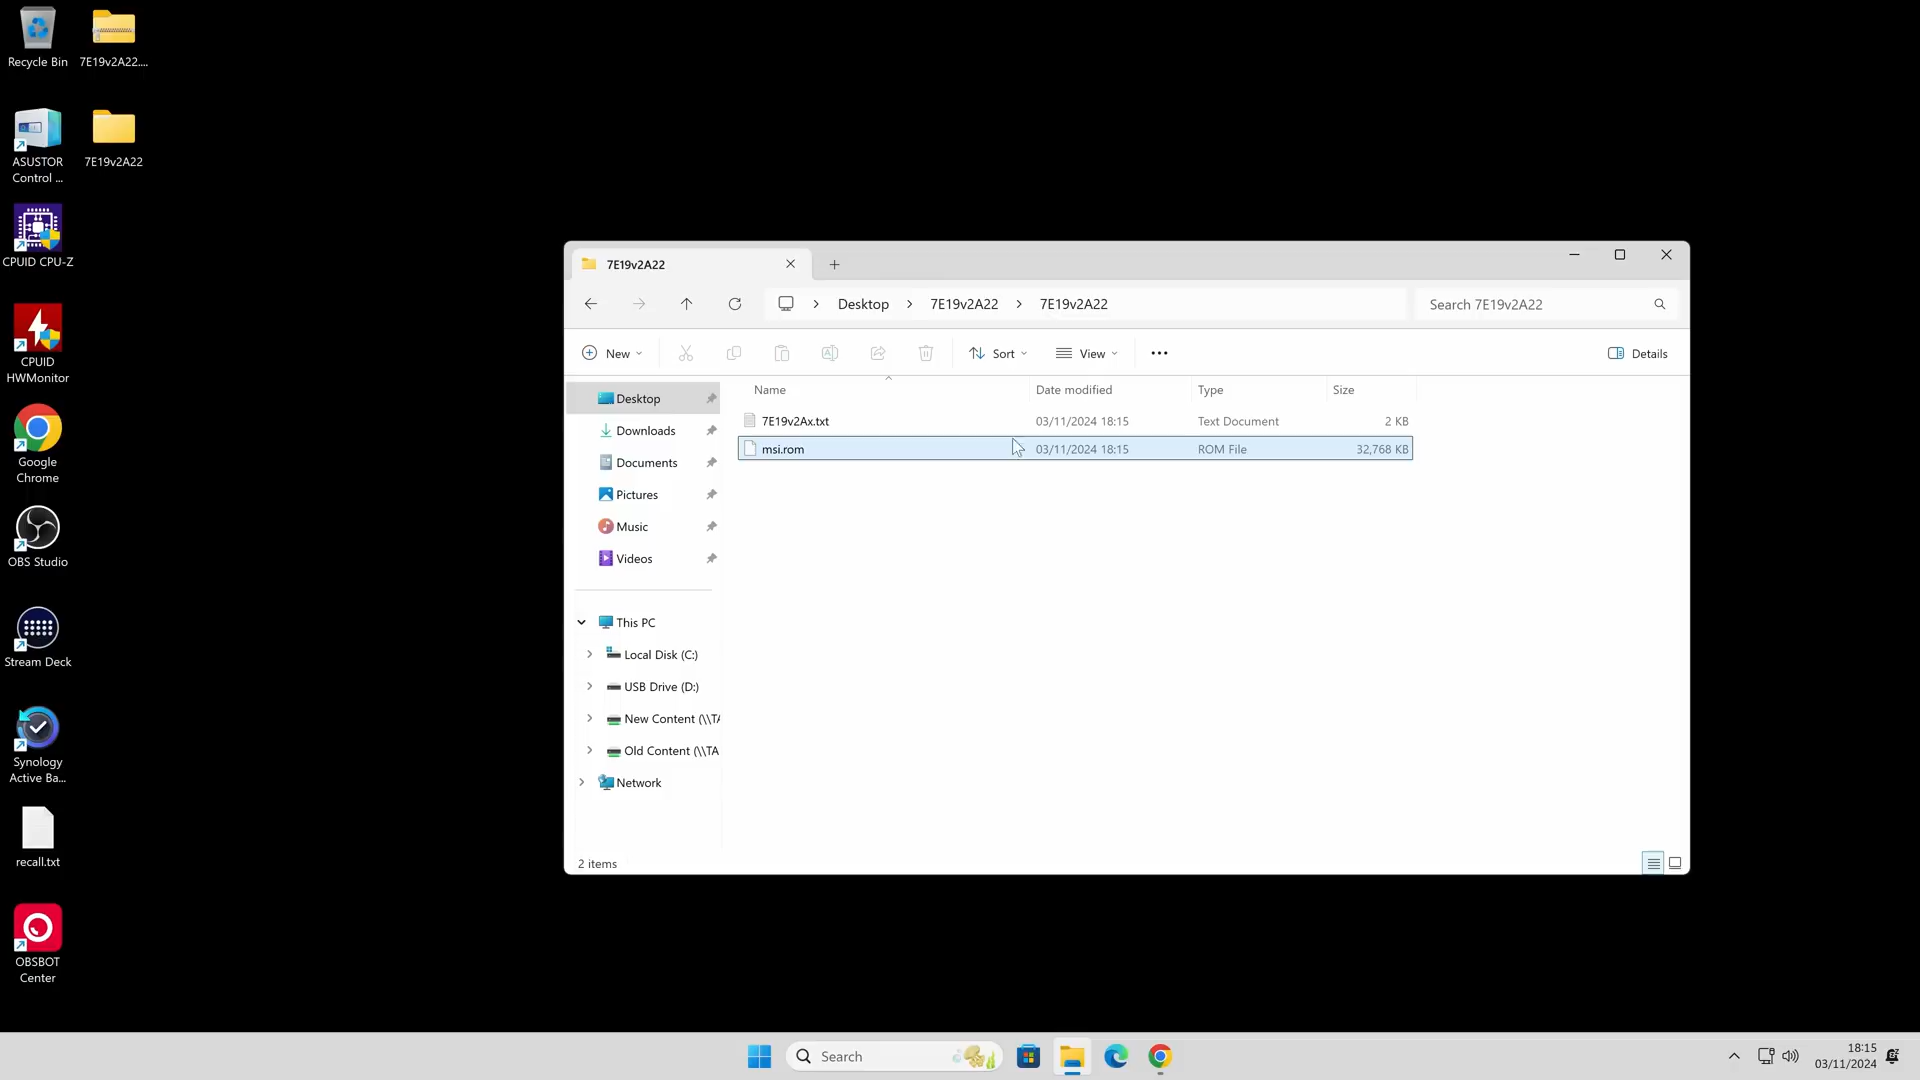 Recycle Bin
7E19v2A22....
ASUSTOR
Control ...
7E19v2A22
CPUID CPU-Z
CPUID
HWMonitor
Google
Chrome
OBS Studio
Stream Deck
Synology
Active Ba...
recall.txt
OBSBOT
Center
7E19v2A22
Desktop
7E19v2A22
7E19v2A22
Search 7E19v2A22
New
Sort
View
Details
Name
Date modified
Type
Size
7E19v2Ax.txt
03/11/2024 18:15
Text Document
2 KB
msi.rom
03/11/2024 18:15
ROM File
32,768 KB
Desktop
Downloads
Documents
Pictures
Music
Videos
This PC
Local Disk (C:)
USB Drive (D:)
New Content (\\TA
Old Content (\\TA
Network
2 items
Search
18:15
03/11/2024